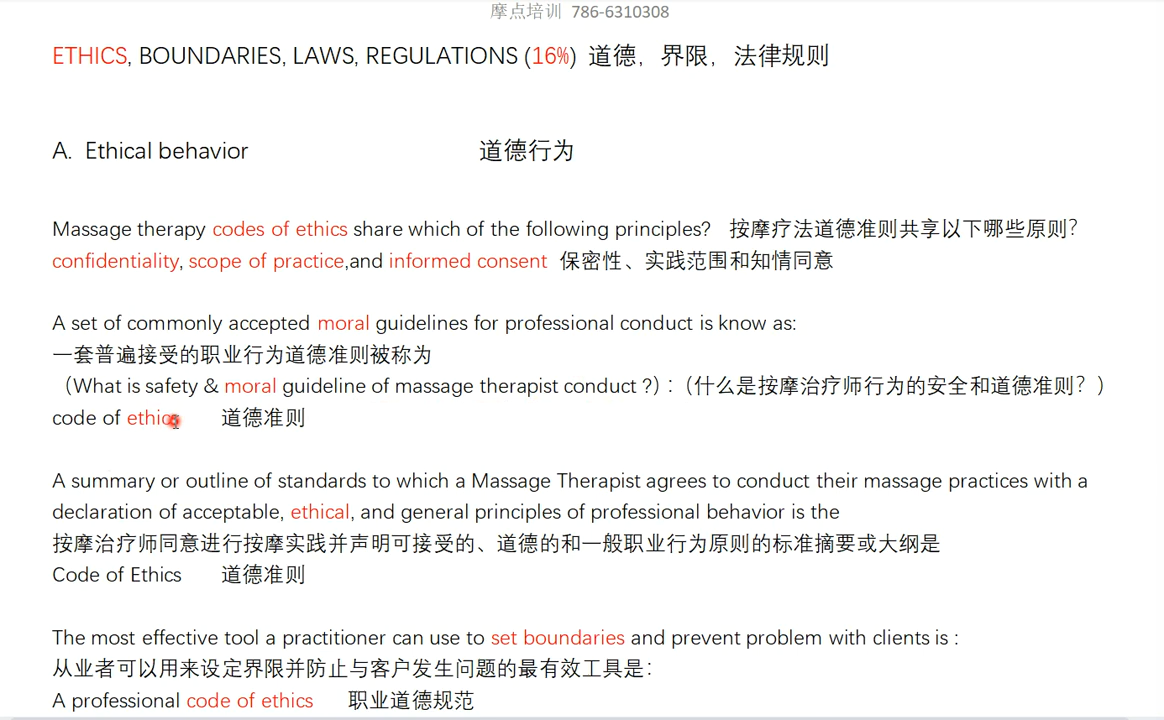 摩点培训 786-6310308
ETHICS, BOUNDARIES, LAWS, REGULATIONS (16%) 道德，界限，法律规则
A. Ethical behavior 道德行为
Massage therapy codes of ethics share which of the following principles? 按摩疗法道德准则共享以下哪些原则？
confidentiality, scope of practice,and informed consent 保密性、实践范围和知情同意
A set of commonly accepted moral guidelines for professional conduct is know as:
一套普遍接受的职业行为道德准则被称为
（What is safety & moral guideline of massage therapist conduct ?)：(什么是按摩治疗师行为的安全和道德准则？）
code of ethics 道德准则
A summary or outline of standards to which a Massage Therapist agrees to conduct their massage practices with a
declaration of acceptable, ethical, and general principles of professional behavior is the
按摩治疗师同意进行按摩实践并声明可接受的、道德的和一般职业行为原则的标准摘要或大纲是
Code of Ethics 道德准则
The most effective tool a practitioner can use to set boundaries and prevent problem with clients is :
从业者可以用来设定界限并防止与客户发生问题的最有效工具是：
A professional code of ethics 职业道德规范